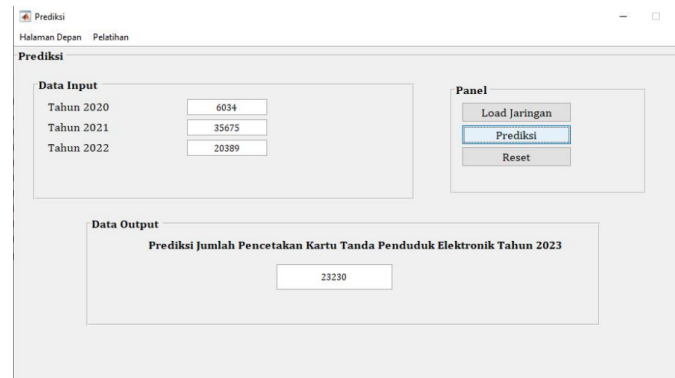 Prediksi
Halaman Depan Pelatihan
Prediksi
Data Input
Tahun 2020 6034
Tahun 2021 35675
Tahun 2022 20389
Panel
Load Jaringan
Prediksi
Reset
Data Output
Prediksi Jumlah Pencetakan Kartu Tanda Penduduk Elektronik Tahun 2023
23230